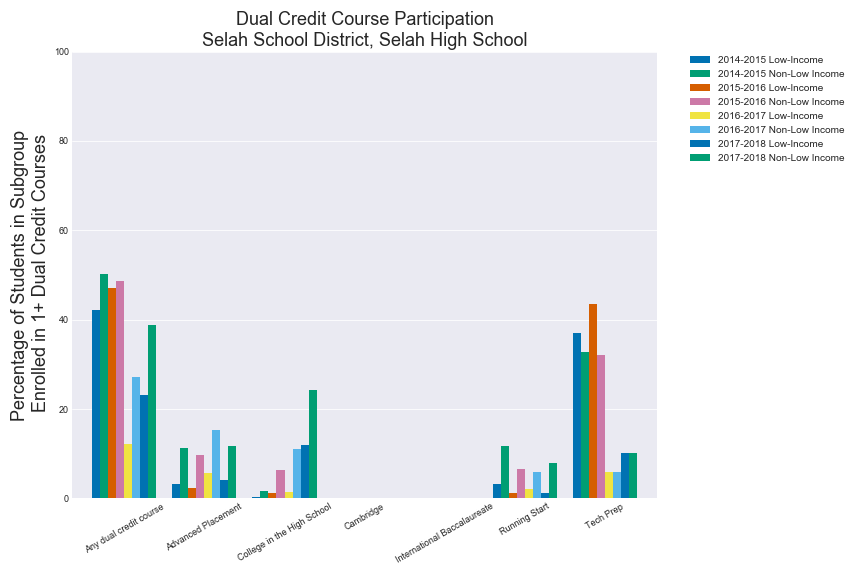 Dual Credit Course Participation
Selah School District, Selah High School
Percentage of Students in Subgroup
Enrolled in 1+ Dual Credit Courses
100
80
60
40
20
0
Any dual credit course
Advanced Placement
College in the High School
Cambridge
International Baccalaureate
Running Start
Tech Prep
2014-2015 Low-Income
2014-2015 Non-Low Income
2015-2016 Low-Income
2015-2016 Non-Low Income
2016-2017 Low-Income
2016-2017 Non-Low Income
2017-2018 Low-Income
2017-2018 Non-Low Income